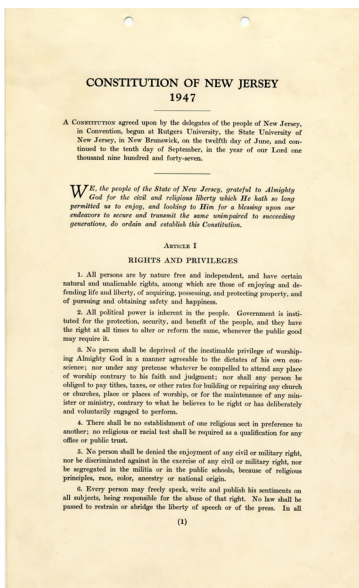 CONSTITUTION OF NEW JERSEY
1947
A CONSTITUTION agreed upon by the delegates of the people of New Jersey,
in Convention, begun at Rutgers University, the State University of
New Jersey, in New Brunswick, on the twelfth day of June, and con-
tinued to the tenth day of September, in the year of our Lord one
thousand nine hundred and forty-seven.
WE, the people of the State of New Jersey, grateful to Almighty
God for the civil and religious liberty which He hath so long
permitted us to enjoy, and looking to Him for a blessing upon our
endeavors to secure and transmit the same unimpaired to succeeding
generations, do ordain and establish this Constitution.
ARTICLE I
RIGHTS AND PRIVILEGES
1. All persons are by nature free and independent, and have certain
natural and unalienable rights, among which are those of enjoying and de-
fending life and liberty, of acquiring, possessing, and protecting property, and
of pursuing and obtaining safety and happiness.
2. All political power is inherent in the people. Government is insti-
tuted for the protection, security, and benefit of the people, and they have
the right at all times to alter or reform the same, whenever the public good
may require it.
3. No person shall be deprived of the inestimable privilege of worship-
ing Almighty God in a manner agreeable to the dictates of his own con-
science; nor under any pretense whatever be compelled to attend any place
of worship contrary to his faith and judgment; nor shall any person be
obliged to pay tithes, taxes, or other rates for building or repairing any church
or churches, place or places of worship, or for the maintenance of any min-
ister or ministry, contrary to what he believes to be right or has deliberately
and voluntarily engaged to perform.
4. There shall be no establishment of one religious sect in preference to
another; no religious or racial test shall be required as a qualification for any
office or public trust.
5. No person shall be denied the enjoyment of any civil or military right,
nor be discriminated against in the exercise of any civil or military right, nor
be segregated in the militia or in the public schools, because of religious
principles, race, color, ancestry or national origin.
6. Every person may freely speak, write and publish his sentiments on
all subjects, being responsible for the abuse of that right. No law shall be
passed to restrain or abridge the liberty of speech or of the press. In all
(1)